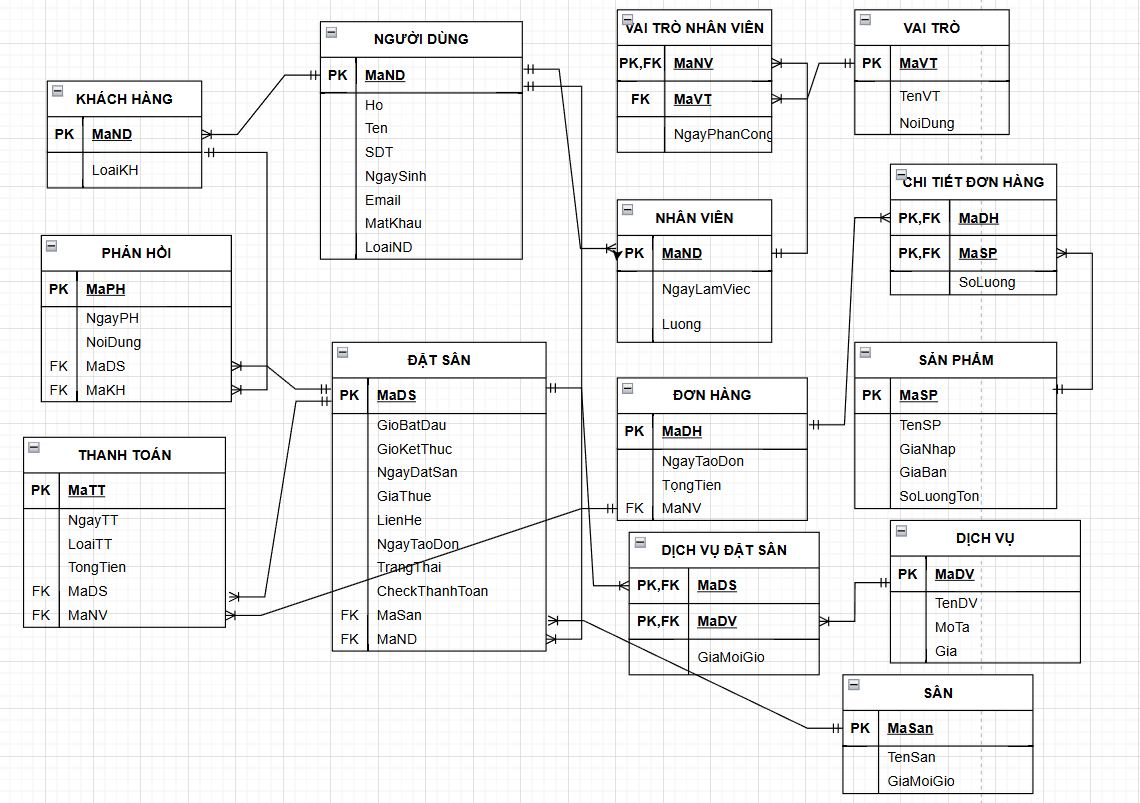 NGƯỜI DÙNG
PK MaND
Ho
Ten
SDT
NgaySinh
Email
MatKhau
LoaiND
VAI TRÒ NHÂN VIÊN
PK,FK MaNV
FK MaVT
NgayPhanCong
VAI TRÒ
PK MaVT
TenVT
NoiDung
KHÁCH HÀNG
PK MaND
LoaiKH
CHI TIẾT ĐƠN HÀNG
PK,FK MaDH
PK,FK MaSP
SoLuong
NHÂN VIÊN
PK MaND
NgayLamViec
Luong
PHẢN HỒI
PK MaPH
NgayPH
NoiDung
FK MaDS
FK MaKH
ĐẶT SÂN
PK MaDS
GioBatDau
GioKetThuc
NgayDatSan
GiaThue
LienHe
NgayTaoDon
TrangThai
CheckThanhToan
FK MaSan
FK MaND
SẢN PHẨM
PK MaSP
TenSP
GiaNhap
GiaBan
SoLuongTon
ĐƠN HÀNG
PK MaDH
NgayTaoDon
TọngTien
FK MaNV
THANH TOÁN
PK MaTT
NgayTT
LoaiTT
TongTien
FK MaDS
FK MaNV
DỊCH VỤ ĐẶT SÂN
PK,FK MaDS
PK,FK MaDV
GiaMoiGio
DỊCH VỤ
PK MaDV
TenDV
MoTa
Gia
SÂN
PK MaSan
TenSan
GiaMoiGio